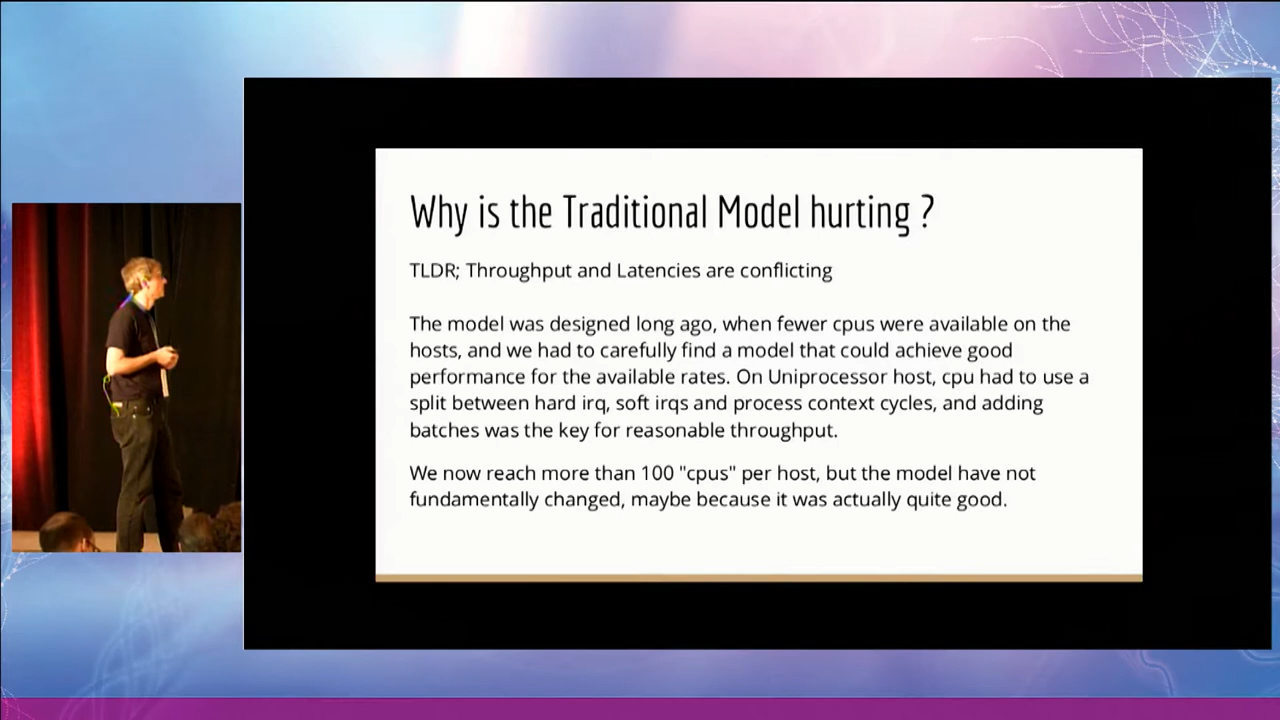 Why is the Traditional Model hurting ?
TLDR; Throughput and Latencies are conflicting
The model was designed long ago, when fewer cpus were available on the
hosts, and we had to carefully find a model that could achieve good
performance for the available rates. On Uniprocessor host, cpu had to use a
split between hard irq, soft irqs and process context cycles, and adding
batches was the key for reasonable throughput.
We now reach more than 100 "cpus" per host, but the model have not
fundamentally changed, maybe because it was actually quite good.